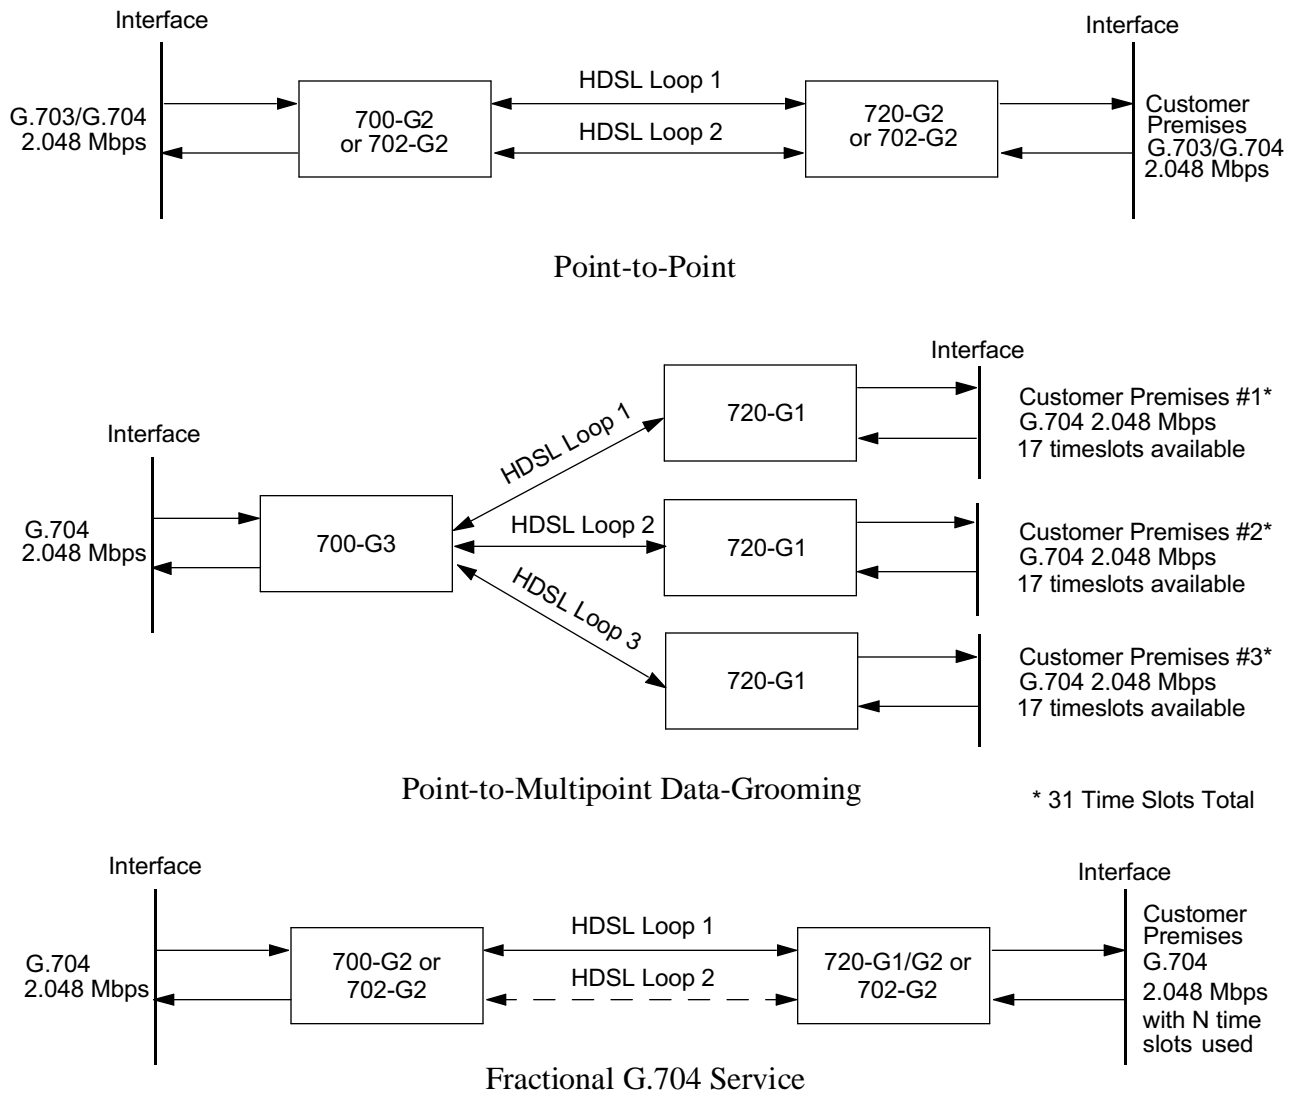 Interface
Interface
HDSL Loop 1
G.703/G.704
2.048 Mbps
700-G2
or 702-G2
HDSL Loop 2
720-G2
or 702-G2
Customer
Premises
G.703/G.704
2.048 Mbps
Point-to-Point
Interface
Interface
G.704
2.048 Mbps
700-G3
HDSL Loop 1
720-G1
Customer Premises #1*
G.704 2.048 Mbps
17 timeslots available
HDSL Loop 2
720-G1
Customer Premises #2*
G.704 2.048 Mbps
17 timeslots available
HDSL Loop 3
720-G1
Customer Premises #3*
G.704 2.048 Mbps
17 timeslots available
Point-to-Multipoint Data-Grooming
* 31 Time Slots Total
Interface
Interface
G.704
2.048 Mbps
700-G2 or
702-G2
HDSL Loop 1
HDSL Loop 2
720-G1/G2 or
702-G2
Customer
Premises
G.704
2.048 Mbps
with N time
slots used
Fractional G.704 Service